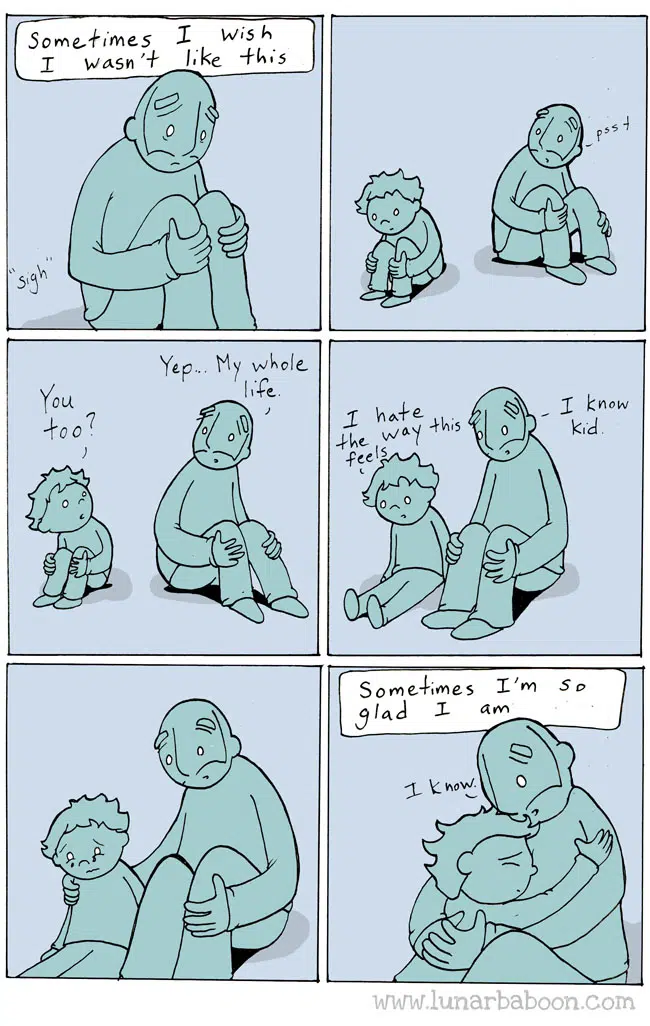 Sometimes I wish
I wasn't like this
"sigh"
psst
You
too?
Yep... My whole
life.
I hate
the way this
feels
I know
kid.
Sometimes I'm so
glad I am
I know.
www.lunarbaboon.com